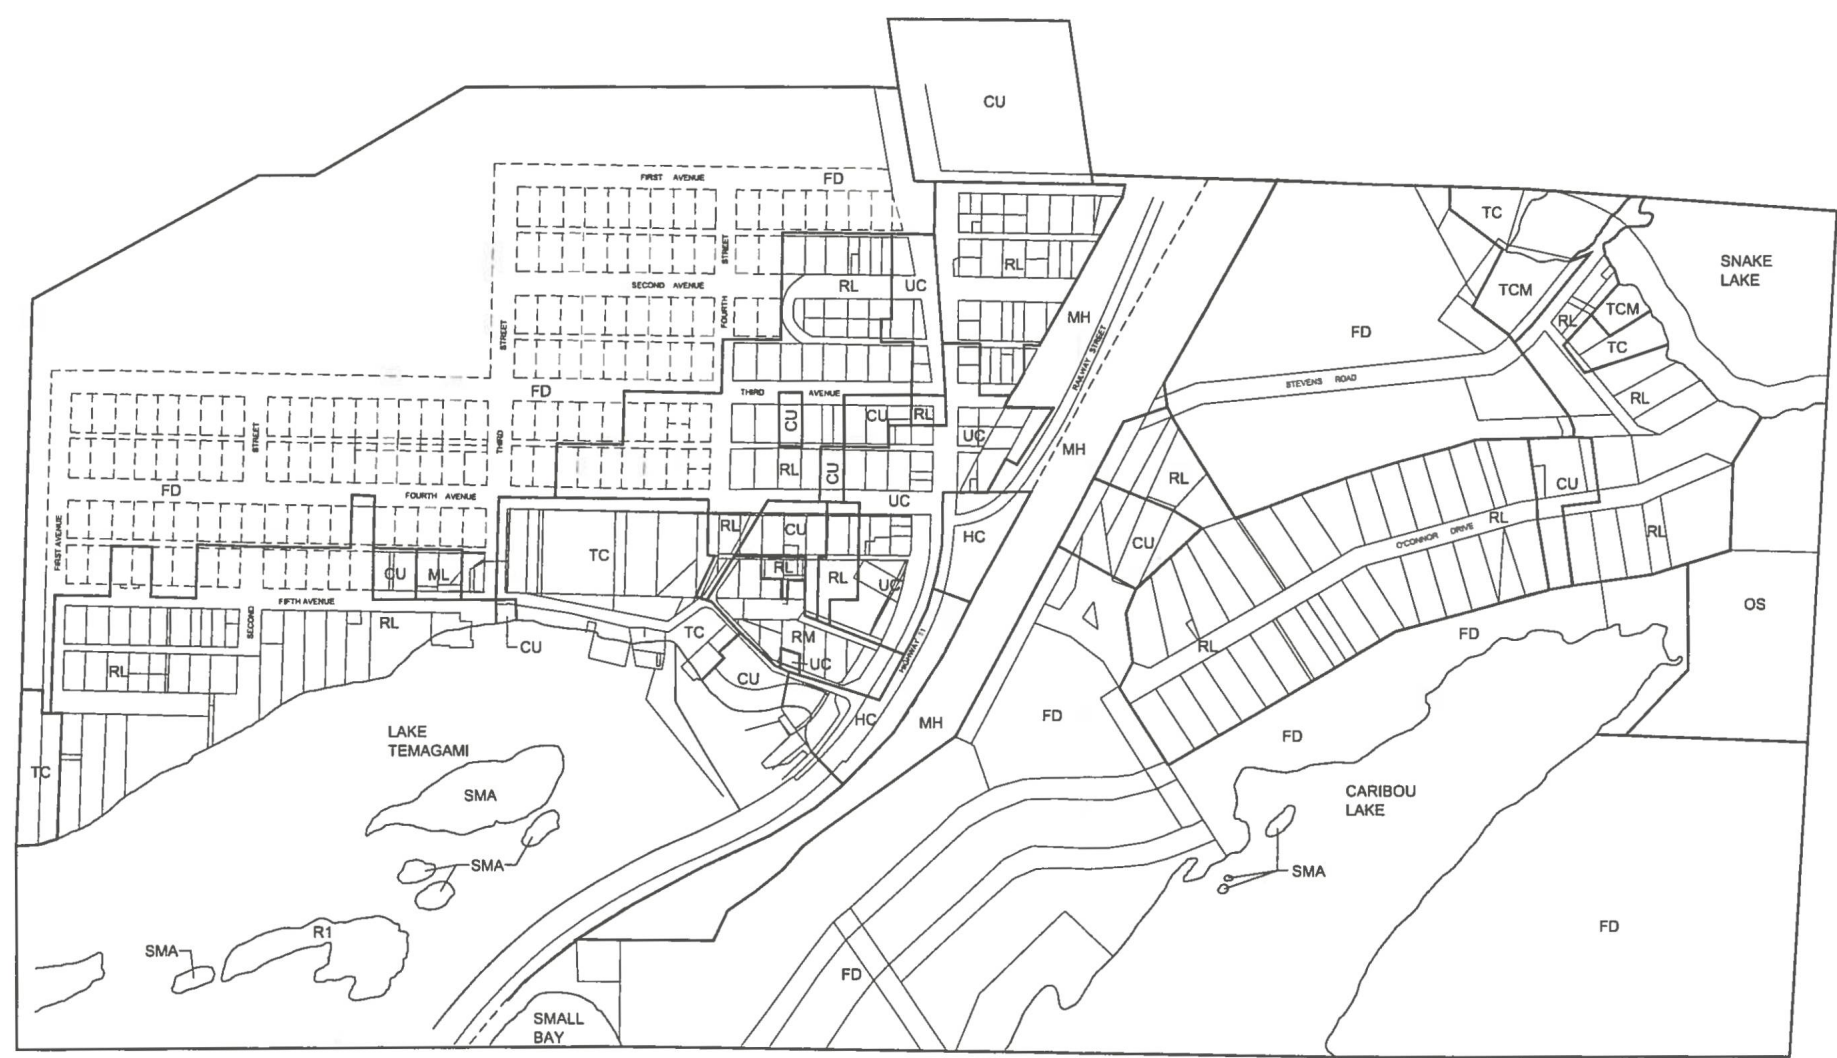 CU
FIRST AVENUE
FD
TC
RL
STREET
SNAKE
LAKE
SECOND AVENUE
RL
UC
TCM
TCM
FOURTH
MH
RL
STREET
FD
TC
RAILWAY STREET
STEVENS ROAD
FD
THIRD AVENUE
RL
CU
CU
RL
UC
STREET
THIRD
MH
RL
CU
RL
CU
FD
FOURTH AVENUE
UC
RL
RL
CU
O'CONNOR DRIVE
RL
FIRST AVENUE
TC
HC
CU
CU
ML
RL
RL
UC
OS
SECOND
FIFTH AVENUE
RL
TC
RM
HIGHWAY 11
FD
CU
RL
UC
RL
CU
HC
MH
FD
FD
LAKE
TEMAGAMI
TC
SMA
CARIBOU
LAKE
SMA
SMA
R1
FD
SMA
FD
SMALL
BAY